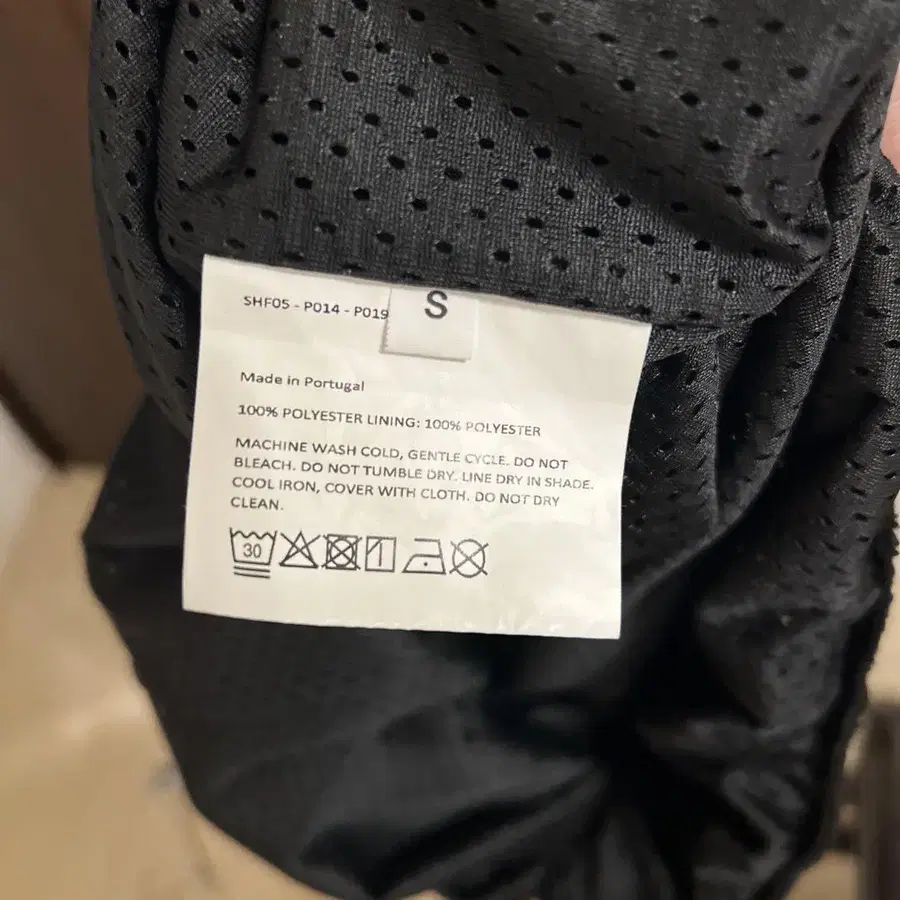 SHF05 - P014 - P019
S
Made in Portugal
100% POLYESTER LINING: 100% POLYESTER
MACHINE WASH COLD, GENTLE CYCLE. DO NOT
BLEACH. DO NOT TUMBLE DRY. LINE DRY IN SHADE.
COOL IRON, COVER WITH CLOTH. DO NOT DRY
CLEAN.
30